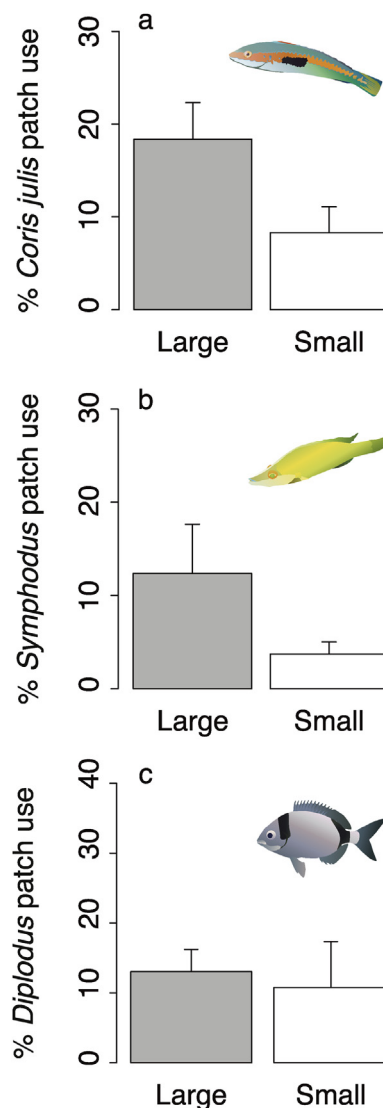 a
% Coris julis patch use
30
20
10
0
Large
Small
b
% Symphodus patch use
30
20
10
0
Large
Small
c
% Diplodus patch use
40
30
20
10
0
Large
Small